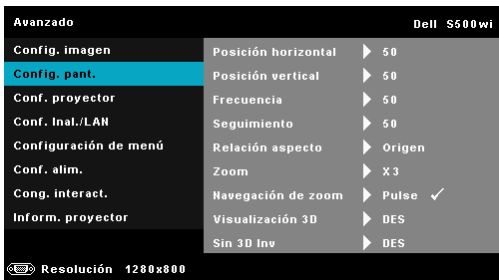 Avanzado Dell S500wi
Config. imagen
Config. pant.
Conf. proyector
Conf. Inal./LAN
Configuración de menú
Conf. alim.
Cong. interact.
Inform. proyector
Posición horizontal 50
Posición vertical 50
Frecuencia 50
Seguimiento 50
Relación aspecto Origen
Zoom X3
Navegación de zoom Pulse ✓
Visualización 3D DES
Sin 3D Inv DES
Resolución 1280x800